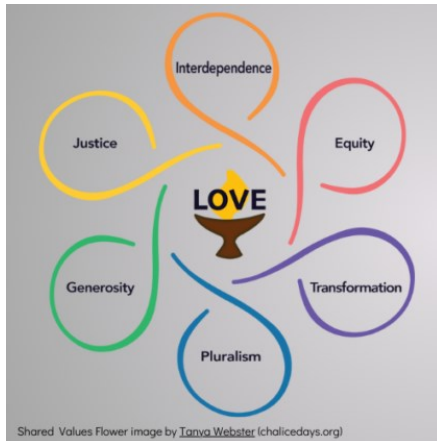 Interdependence
Justice
Equity
LOVE
Generosity
Transformation
Pluralism
Shared Values Flower image by Tanya Webster (chalicedays.org)